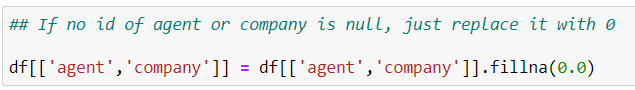 ## If no id of agent or company is null, just replace it with 0
df[['agent','company']] = df[['agent','company']].fillna(0.0)